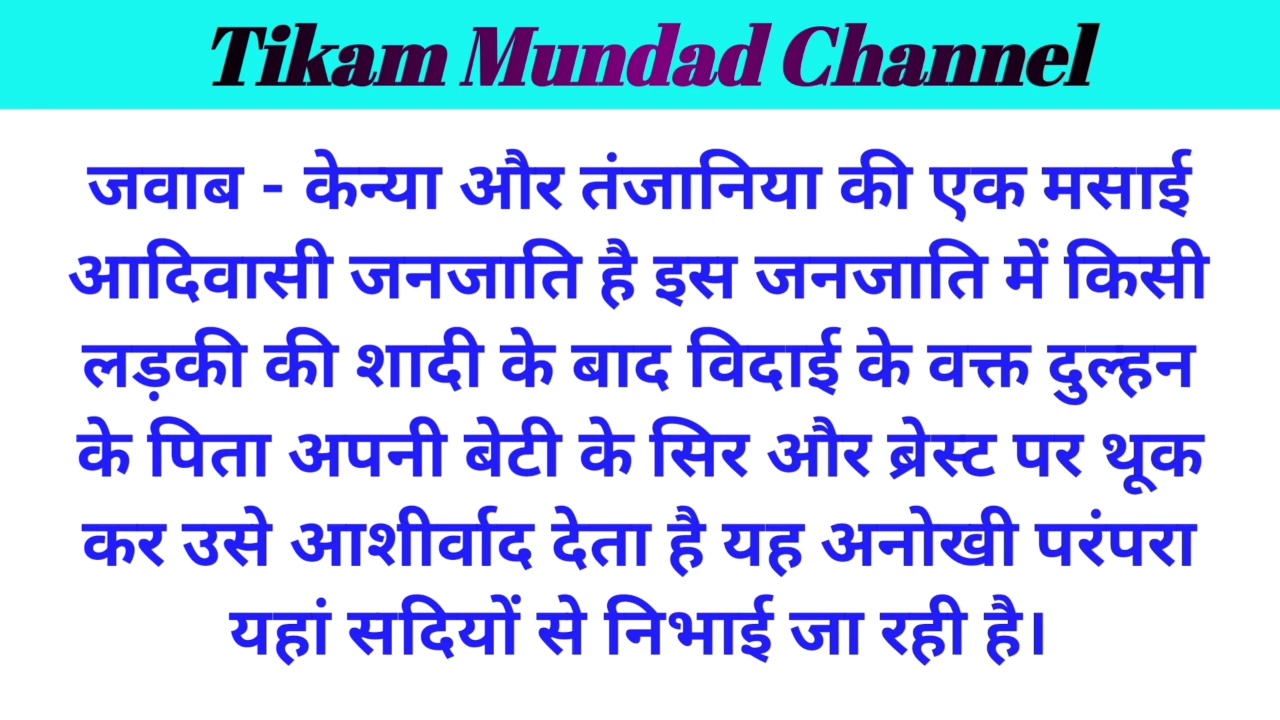 Tikam Mundad Channel
जवाब - केन्या और तंजानिया की एक मसाई
आदिवासी जनजाति है इस जनजाति में किसी
लड़की की शादी के बाद विदाई के वक्त दुल्हन
के पिता अपनी बेटी के सिर और ब्रेस्ट पर थूक
कर उसे आशीर्वाद देता है यह अनोखी परंपरा
यहां सदियों से निभाई जा रही है।